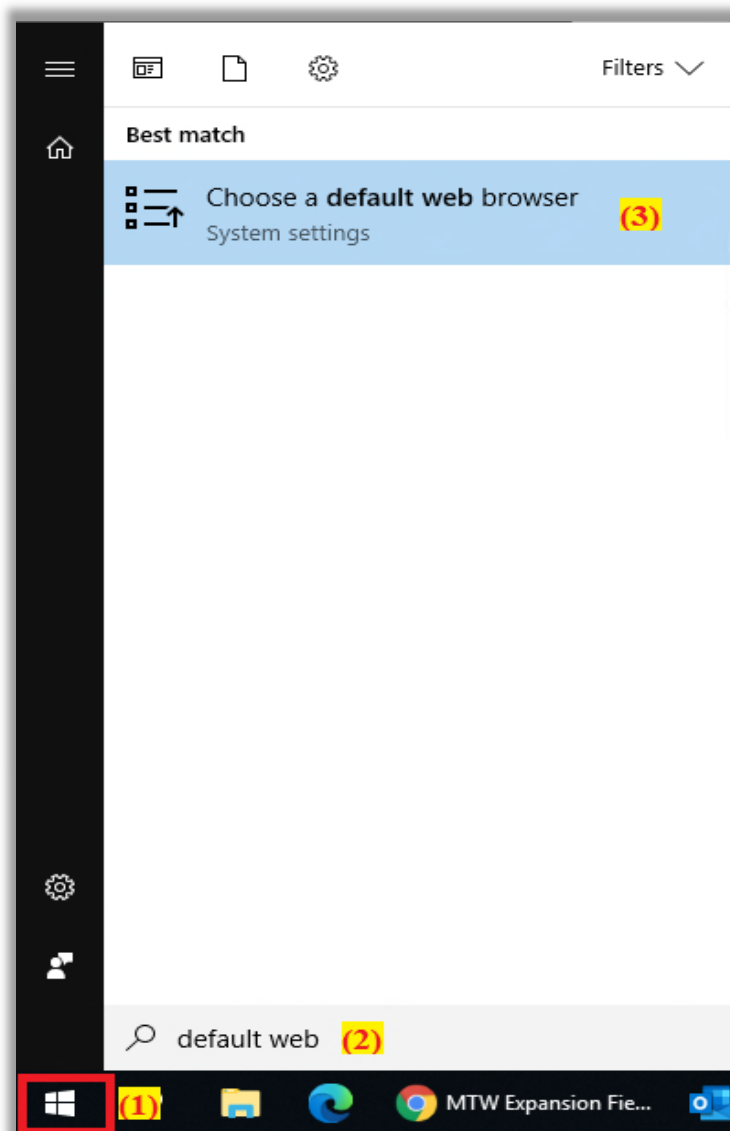 Filters
Best match
Choose a default web browser
System settings
(3)
default web (2)
(1)
MTW Expansion Fie...